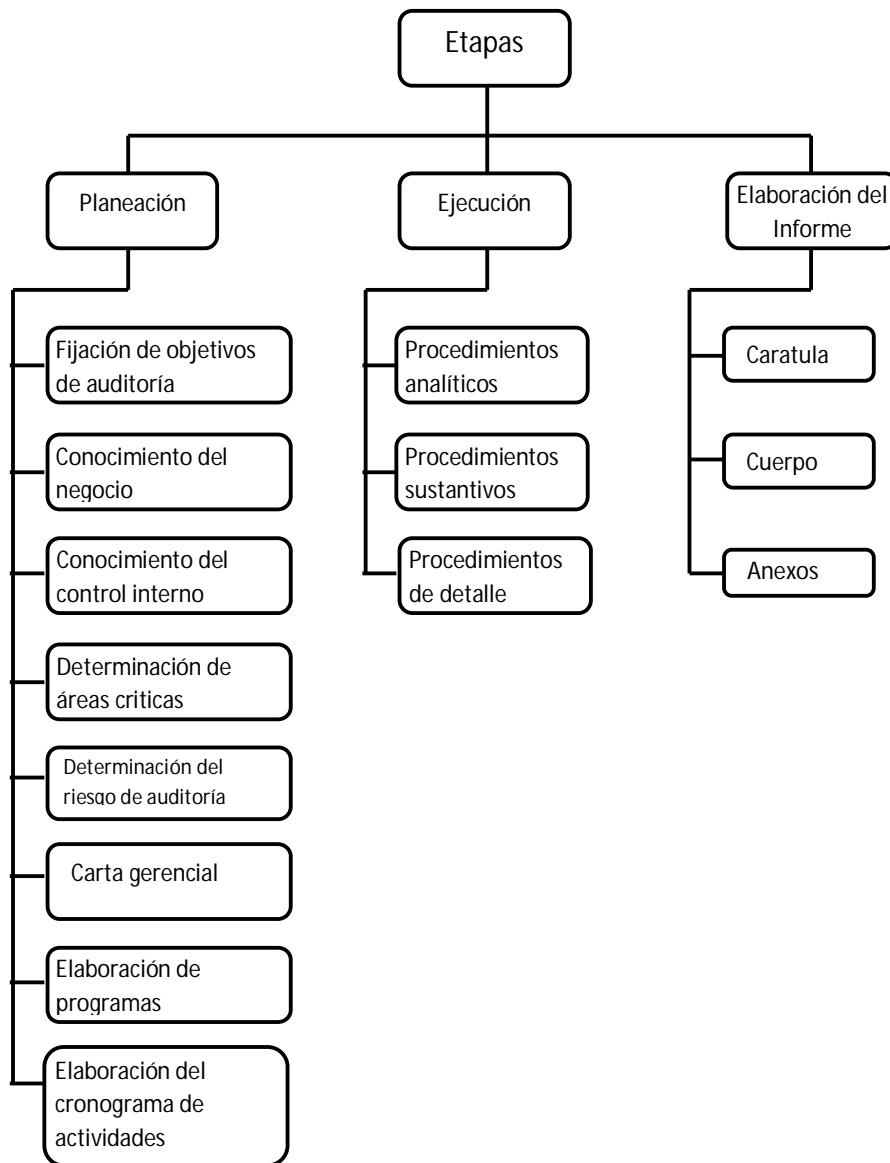 Etapas
Planeación
Fijación de objetivos
de auditoría
Conocimiento del
negocio
Conocimiento del
control interno
Determinación de
áreas criticas
Determinación del
riesgo de auditoría
Carta gerencial
Elaboración de
programas
Elaboración del
cronograma de
actividades
Ejecución
Procedimientos
analíticos
Procedimientos
sustantivos
Procedimientos
de detalle
Elaboración del
Informe
Caratula
Cuerpo
Anexos